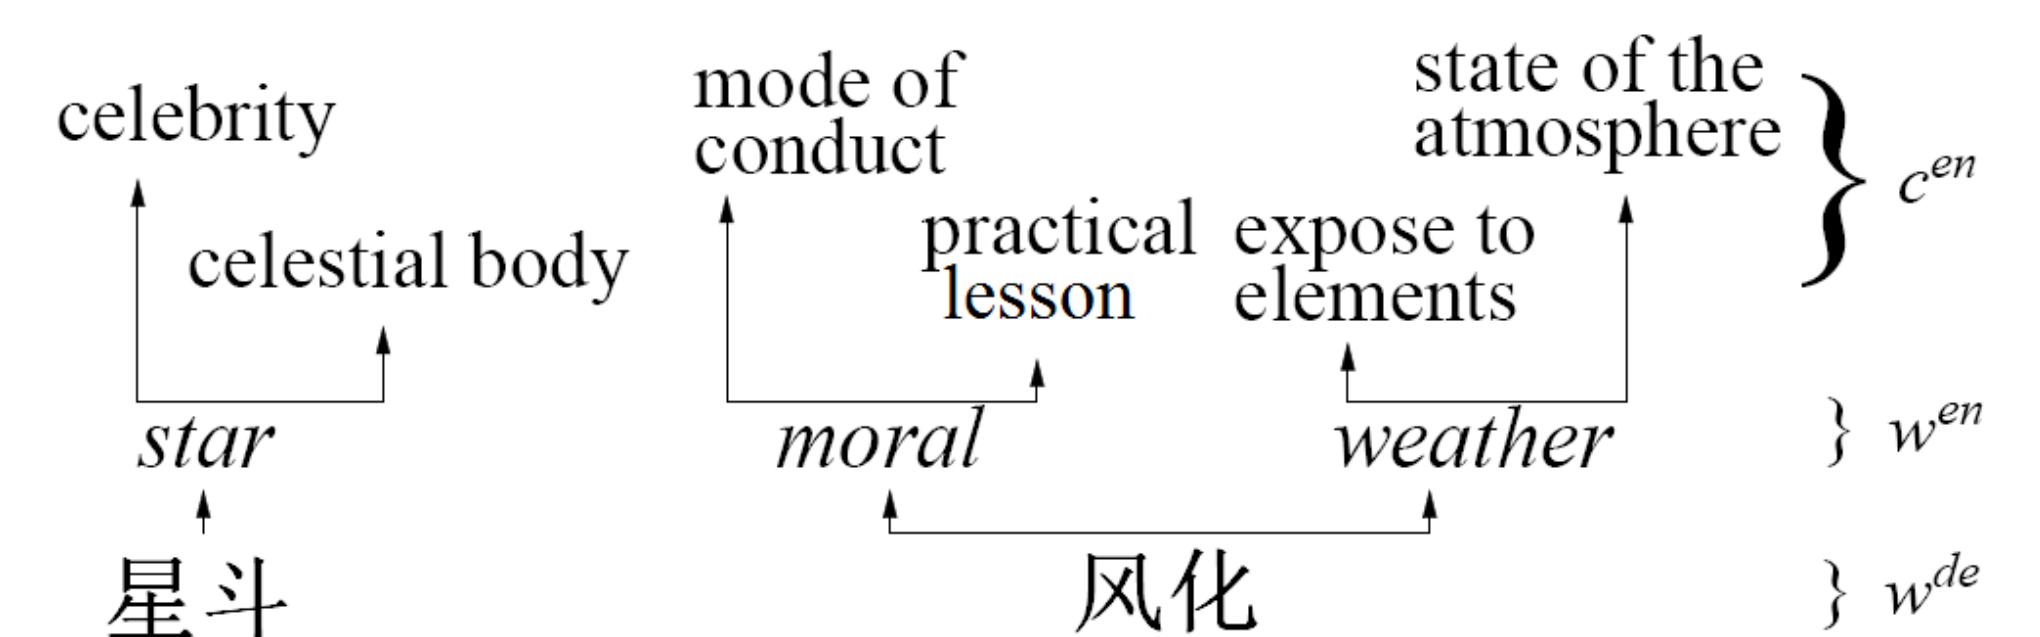 celebrity
celestial body
mode of
conduct
practical
lesson
expose to
elements
state of the
atmosphere
} c^en
star
moral
weather
} w^en
星斗
风化
} w^de